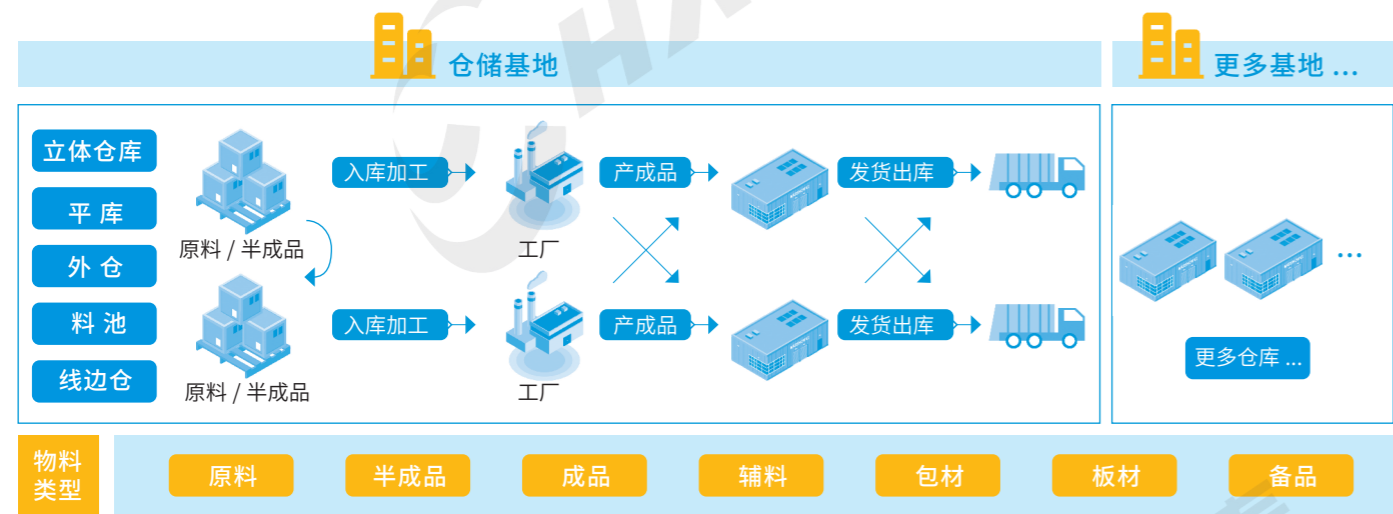 仓储基地
更多基地 ...
立体仓库
平 库
外 仓
料 池
线边仓
原料 / 半成品
入库加工
工厂
产成品
发货出库
原料 / 半成品
入库加工
工厂
产成品
发货出库
更多仓库 ...
...
物料
类型
原料
半成品
成品
辅料
包材
板材
备品